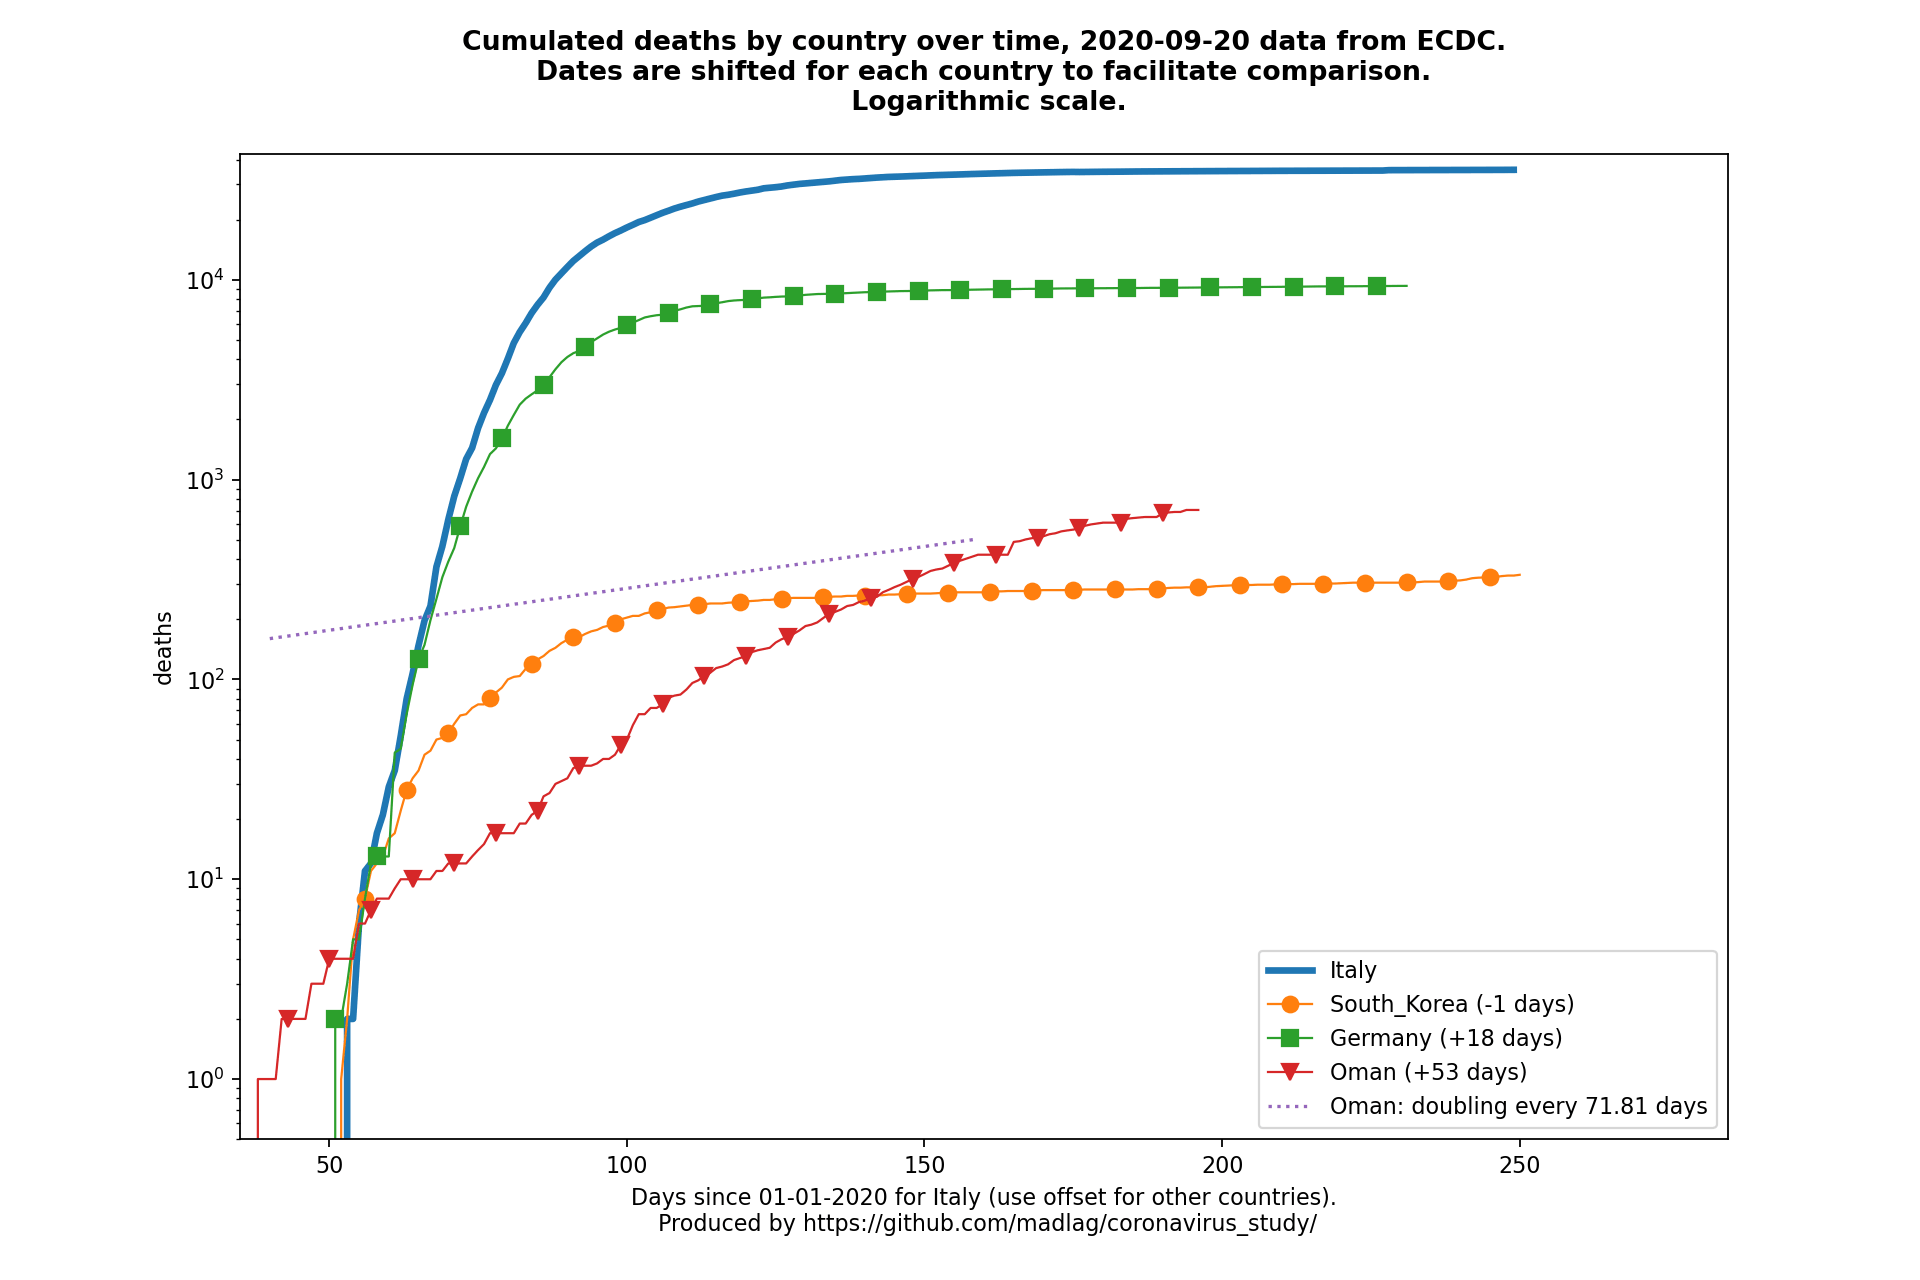 Cumulated deaths by country over time, 2020-09-20 data from ECDC.
Dates are shifted for each country to facilitate comparison.
Logarithmic scale.
deaths
10⁴
10³
10²
10¹
10⁰
Italy
South_Korea (-1 days)
Germany (+18 days)
Oman (+53 days)
Oman: doubling every 71.81 days
50 100 150 200 250
Days since 01-01-2020 for Italy (use offset for other countries).
Produced by https://github.com/madlag/coronavirus_study/